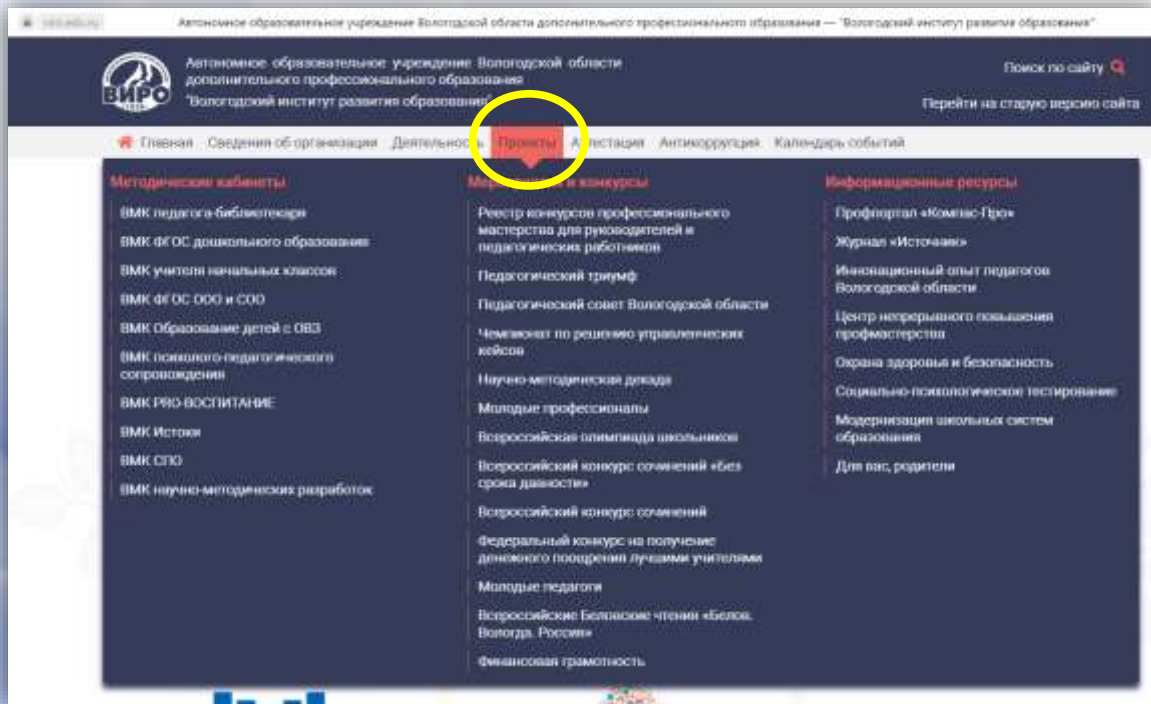 Автономное образовательное учреждение Вологодской области дополнительного профессионального образования — "Вологодский институт развития образования"
Автономное образовательное учреждение Вологодской области
дополнительного профессионального образования
"Вологодский институт развития образования"
ВИРО
Поиск по сайту
Перейти на старую версию сайта
Главная Сведения об организации Деятельность Проекты Аттестация Антикоррупция Календарь событий
Методические кабинеты
ВМК педагога-библиотекаря
ВМК ФГОС дошкольного образования
ВМК учителя начальных классов
ВМК ФГОС ООО и СОО
ВМК Образование детей с ОВЗ
ВМК психолого-педагогического
сопровождения
ВМК PRO-ВОСПИТАНИЕ
ВМК Истоки
ВМК СПО
ВМК научно-методических разработок
Мероприятия и конкурсы
Реестр конкурсов профессионального
мастерства для руководителей и
педагогических работников
Педагогический триумф
Педагогический совет Вологодской области
Чемпионат по решению управленческих
кейсов
Научно-методическая декада
Молодые профессионалы
Всероссийская олимпиада школьников
Всероссийский конкурс сочинений «Без
срока давности»
Всероссийский конкурс сочинений
Федеральный конкурс на получение
денежного поощрения лучшими учителями
Молодые педагоги
Всероссийские Беловские чтения «Белов.
Вологда. Россия»
Финансовая грамотность
Информационные ресурсы
Профпортал «Компас-Про»
Журнал «Источник»
Инновационный опыт педагогов
Вологодской области
Центр непрерывного повышения
профмастерства
Охрана здоровья и безопасность
Социально-психологическое тестирование
Модернизация школьных систем
образования
Для вас, родители